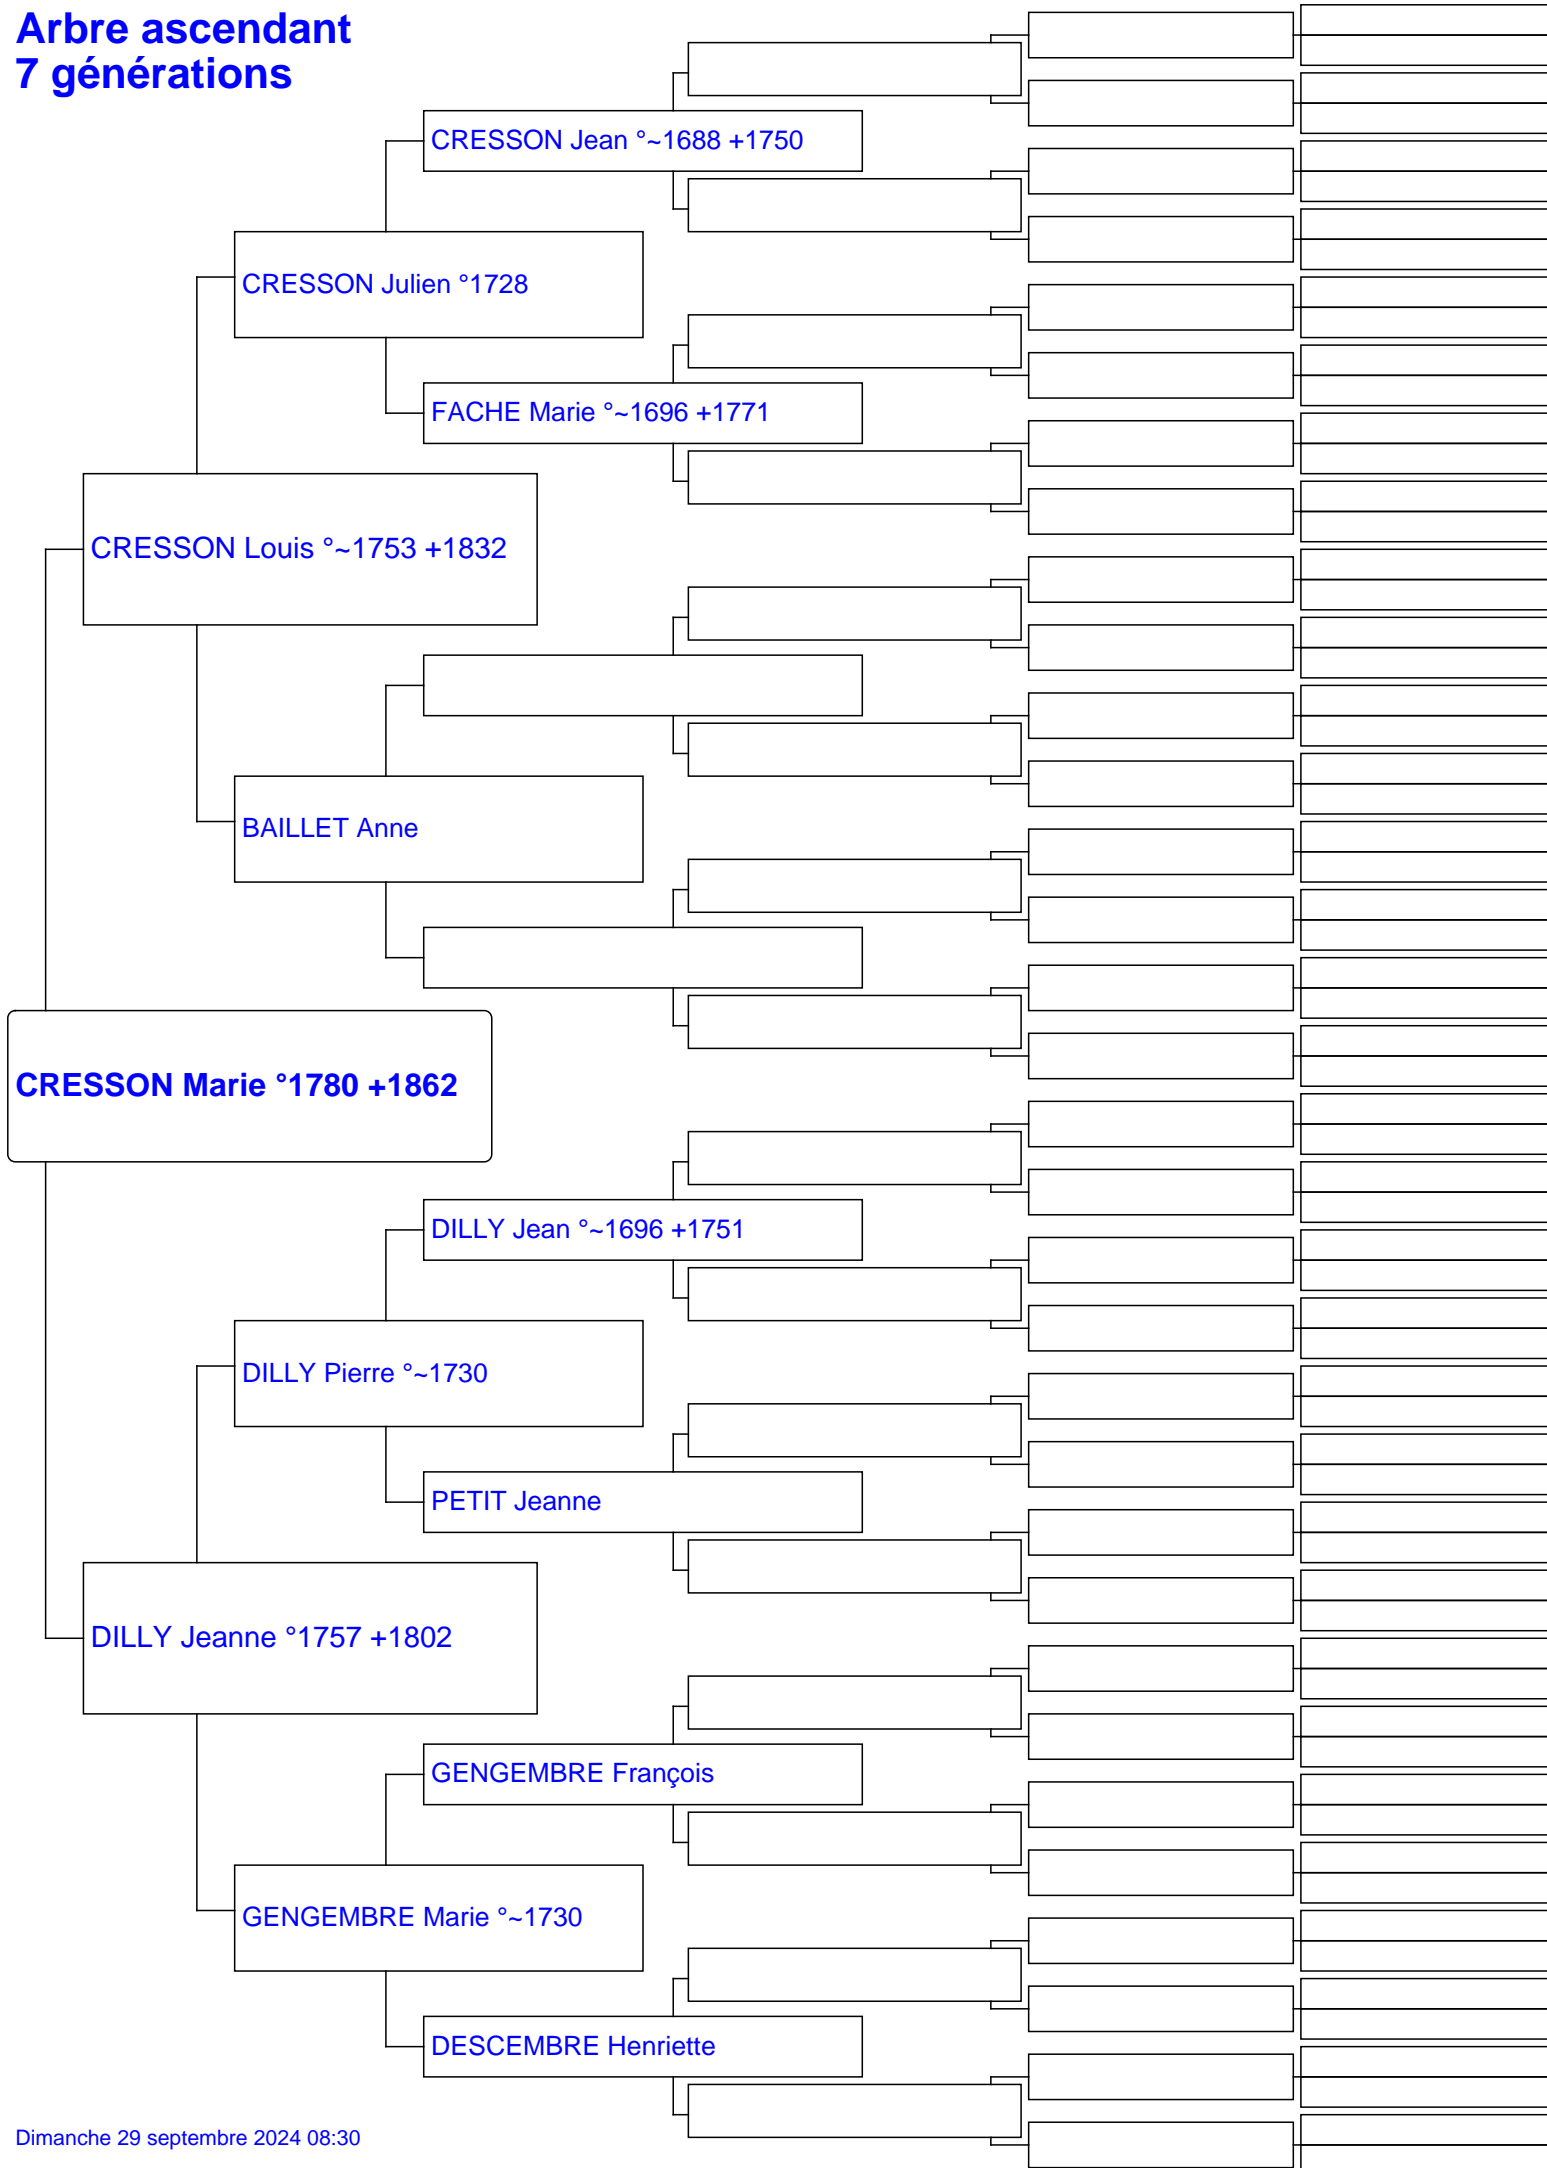 Arbre ascendant
7 générations
CRESSON Jean °~1688 +1750
CRESSON Julien °1728
FACHE Marie °~1696 +1771
CRESSON Louis °~1753 +1832
BAILLET Anne
CRESSON Marie °1780 +1862
DILLY Jean °~1696 +1751
DILLY Pierre °~1730
PETIT Jeanne
DILLY Jeanne °1757 +1802
GENGEMBRE François
GENGEMBRE Marie °~1730
DESCEMBRE Henriette
Dimanche 29 septembre 2024 08:30